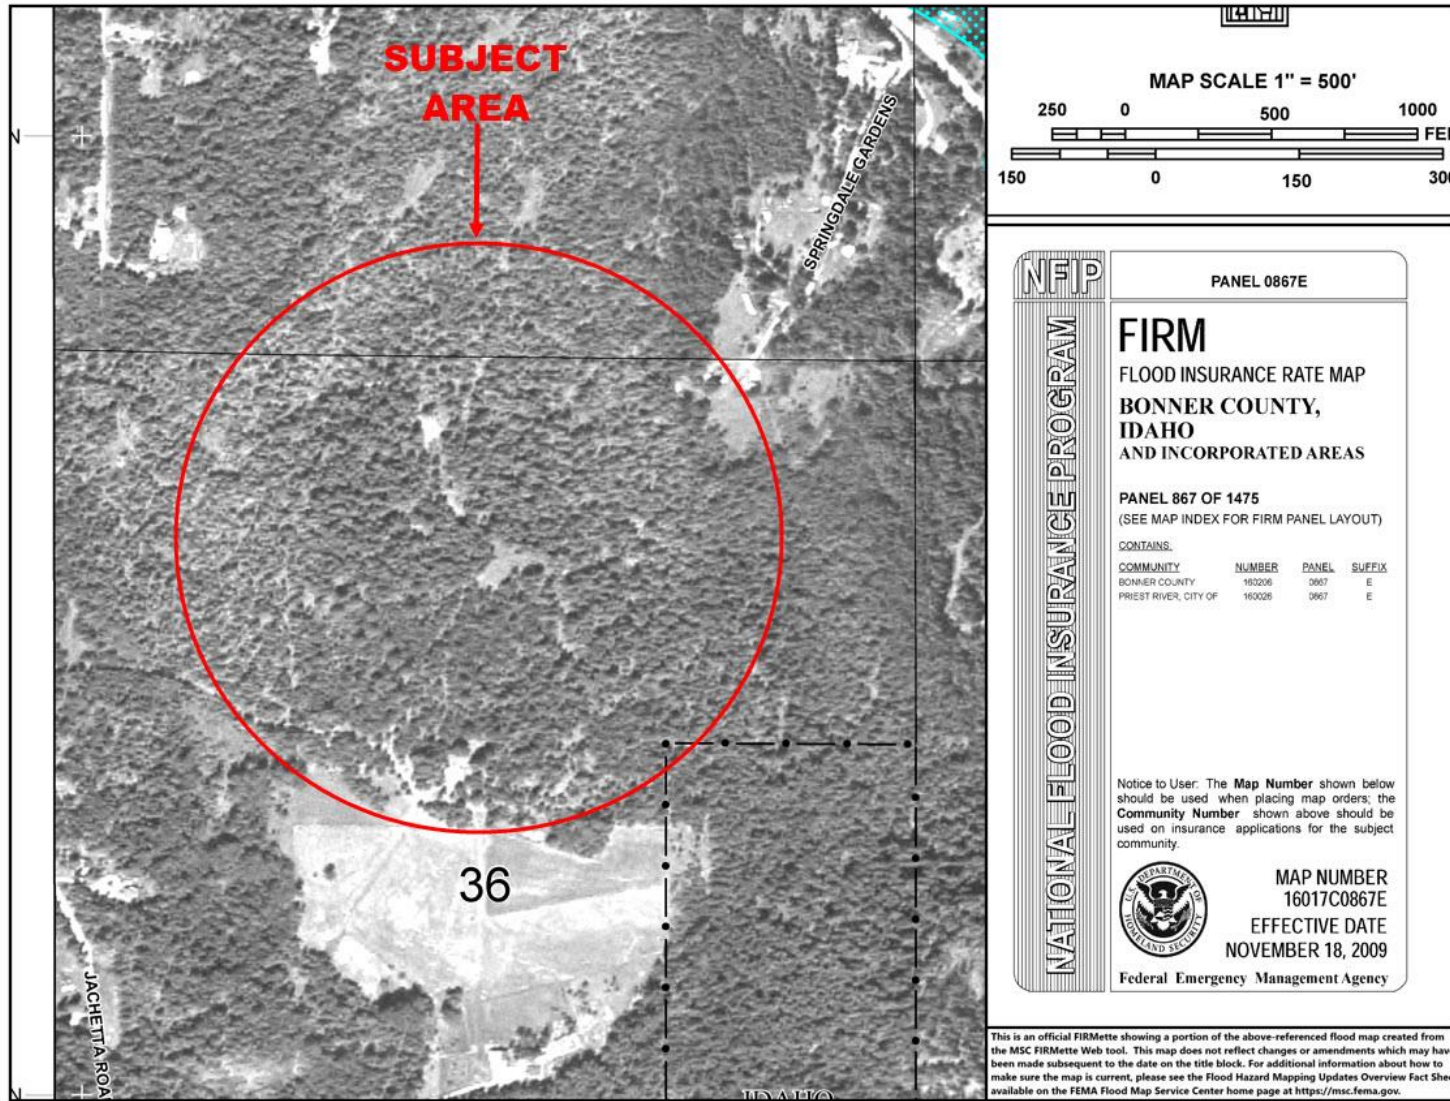 SUBJECT
AREA
SPRINGDALE GARDENS
N
36
JACHETTA ROA
N
IDAHO
MAP SCALE 1" = 500'
250 0 500 1000
FEE
150 0 150 300
NFIP
PANEL 0867E
NATIONAL FLOOD INSURANCE PROGRAM
FIRM
FLOOD INSURANCE RATE MAP
BONNER COUNTY,
IDAHO
AND INCORPORATED AREAS
PANEL 867 OF 1475
(SEE MAP INDEX FOR FIRM PANEL LAYOUT)
CONTAINS:
COMMUNITY NUMBER PANEL SUFFIX
BONNER COUNTY 160206 0867 E
PRIEST RIVER, CITY OF 160026 0867 E
Notice to User: The Map Number shown below
should be used when placing map orders; the
Community Number shown above should be
used on insurance applications for the subject
community.
U.S. DEPARTMENT OF
HOMELAND SECURITY
MAP NUMBER
16017C0867E
EFFECTIVE DATE
NOVEMBER 18, 2009
Federal Emergency Management Agency
This is an official FIRMette showing a portion of the above-referenced flood map created from
the MSC FIRMette Web tool. This map does not reflect changes or amendments which may have
been made subsequent to the date on the title block. For additional information about how to
make sure the map is current, please see the Flood Hazard Mapping Updates Overview Fact Shee
available on the FEMA Flood Map Service Center home page at https://msc.fema.gov.